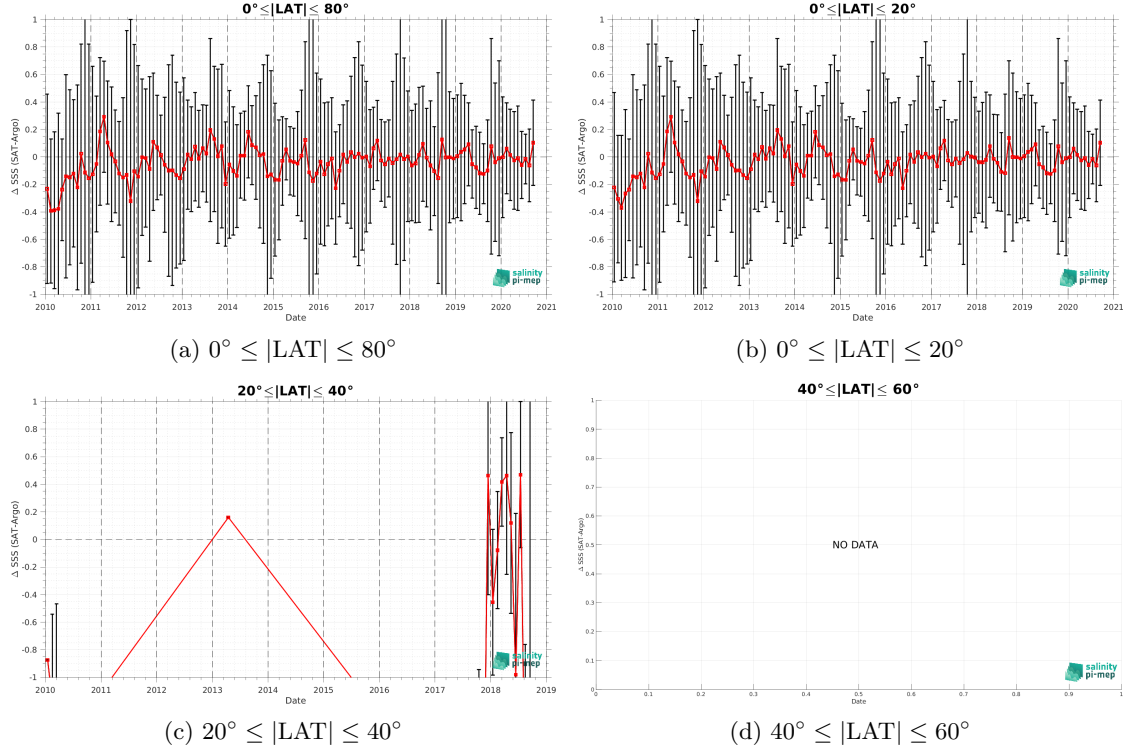 0°≤|LAT|≤ 80°
Δ SSS (SAT-Argo)
1
0.8
0.6
0.4
0.2
0
-0.2
-0.4
-0.6
-0.8
-1
2010 2011 2012 2013 2014 2015 2016 2017 2018 2019 2020 2021
Date
salinity
pi-mep
(a) 0° ≤ |LAT| ≤ 80°
0°≤|LAT|≤ 20°
Δ SSS (SAT-Argo)
1
0.8
0.6
0.4
0.2
0
-0.2
-0.4
-0.6
-0.8
-1
2010 2011 2012 2013 2014 2015 2016 2017 2018 2019 2020 2021
Date
salinity
pi-mep
(b) 0° ≤ |LAT| ≤ 20°
20°≤|LAT|≤ 40°
Δ SSS (SAT-Argo)
1
0.8
0.6
0.4
0.2
0
-0.2
-0.4
-0.6
-0.8
-1
2010 2011 2012 2013 2014 2015 2016 2017 2018 2019
Date
salinity
pi-mep
(c) 20° ≤ |LAT| ≤ 40°
40°≤|LAT|≤ 60°
Δ SSS (SAT-Argo)
1
0.9
0.8
0.7
0.6
0.5
0.4
0.3
0.2
0.1
0
NO DATA
0 0.1 0.2 0.3 0.4 0.5 0.6 0.7 0.8 0.9 1
Date
salinity
pi-mep
(d) 40° ≤ |LAT| ≤ 60°